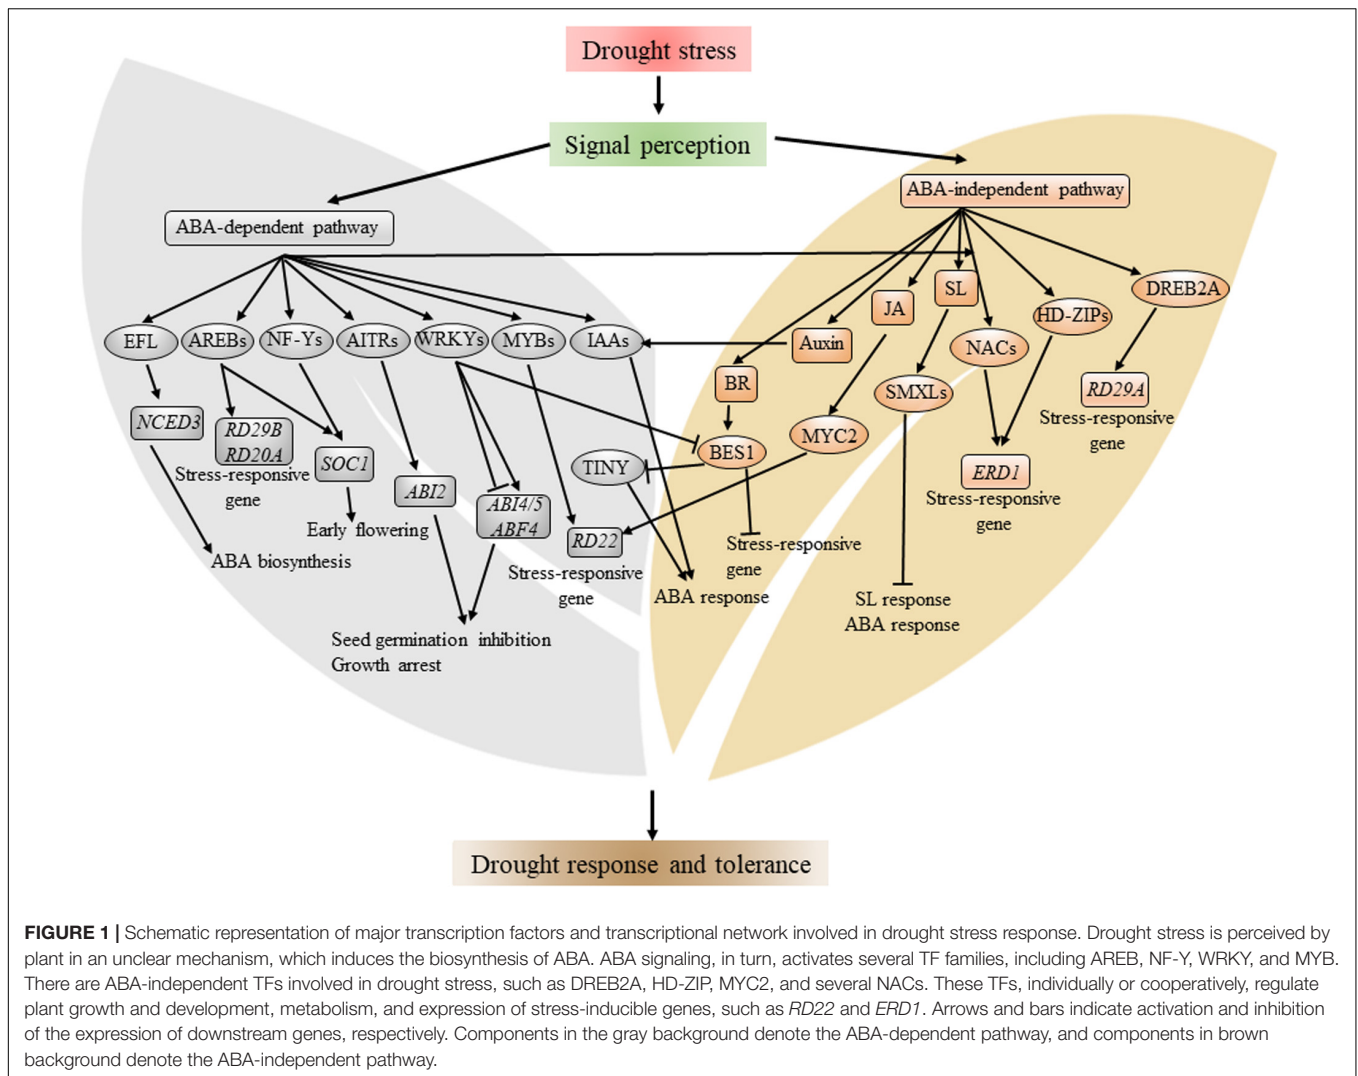 Drought stress
Signal perception
ABA-dependent pathway
ABA-independent pathway
EFL
AREBs
NF-Ys
AITRs
WRKYs
MYBs
IAAs
Auxin
BR
JA
SL
NACs
HD-ZIPs
DREB2A
NCED3
RD29B
RD20A
Stress-responsive
gene
SOC1
ABI2
ABI4/5
ABF4
RD22
Stress-responsive
gene
TINY
BES1
MYC2
SMXLs
ERD1
Stress-responsive
gene
RD29A
Stress-responsive
gene
Early flowering
ABA biosynthesis
Seed germination inhibition
Growth arrest
Stress-responsive
gene
ABA response
SL response
ABA response
Drought response and tolerance
FIGURE 1 | Schematic representation of major transcription factors and transcriptional network involved in drought stress response. Drought stress is perceived by
plant in an unclear mechanism, which induces the biosynthesis of ABA. ABA signaling, in turn, activates several TF families, including AREB, NF-Y, WRKY, and MYB.
There are ABA-independent TFs involved in drought stress, such as DREB2A, HD-ZIP, MYC2, and several NACs. These TFs, individually or cooperatively, regulate
plant growth and development, metabolism, and expression of stress-inducible genes, such as RD22 and ERD1. Arrows and bars indicate activation and inhibition
of the expression of downstream genes, respectively. Components in the gray background denote the ABA-dependent pathway, and components in brown
background denote the ABA-independent pathway.